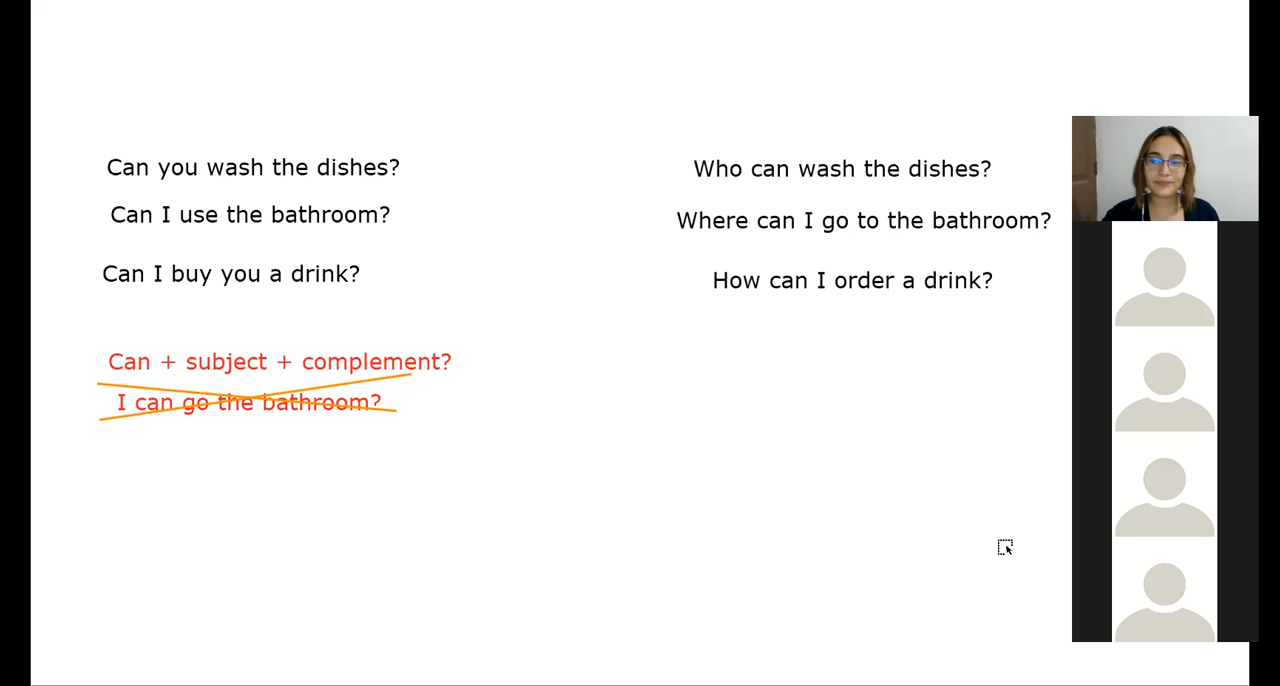 Can you wash the dishes?
Can I use the bathroom?
Can I buy you a drink?
Can + subject + complement?
I can go the bathroom?
Who can wash the dishes?
Where can I go to the bathroom?
How can I order a drink?